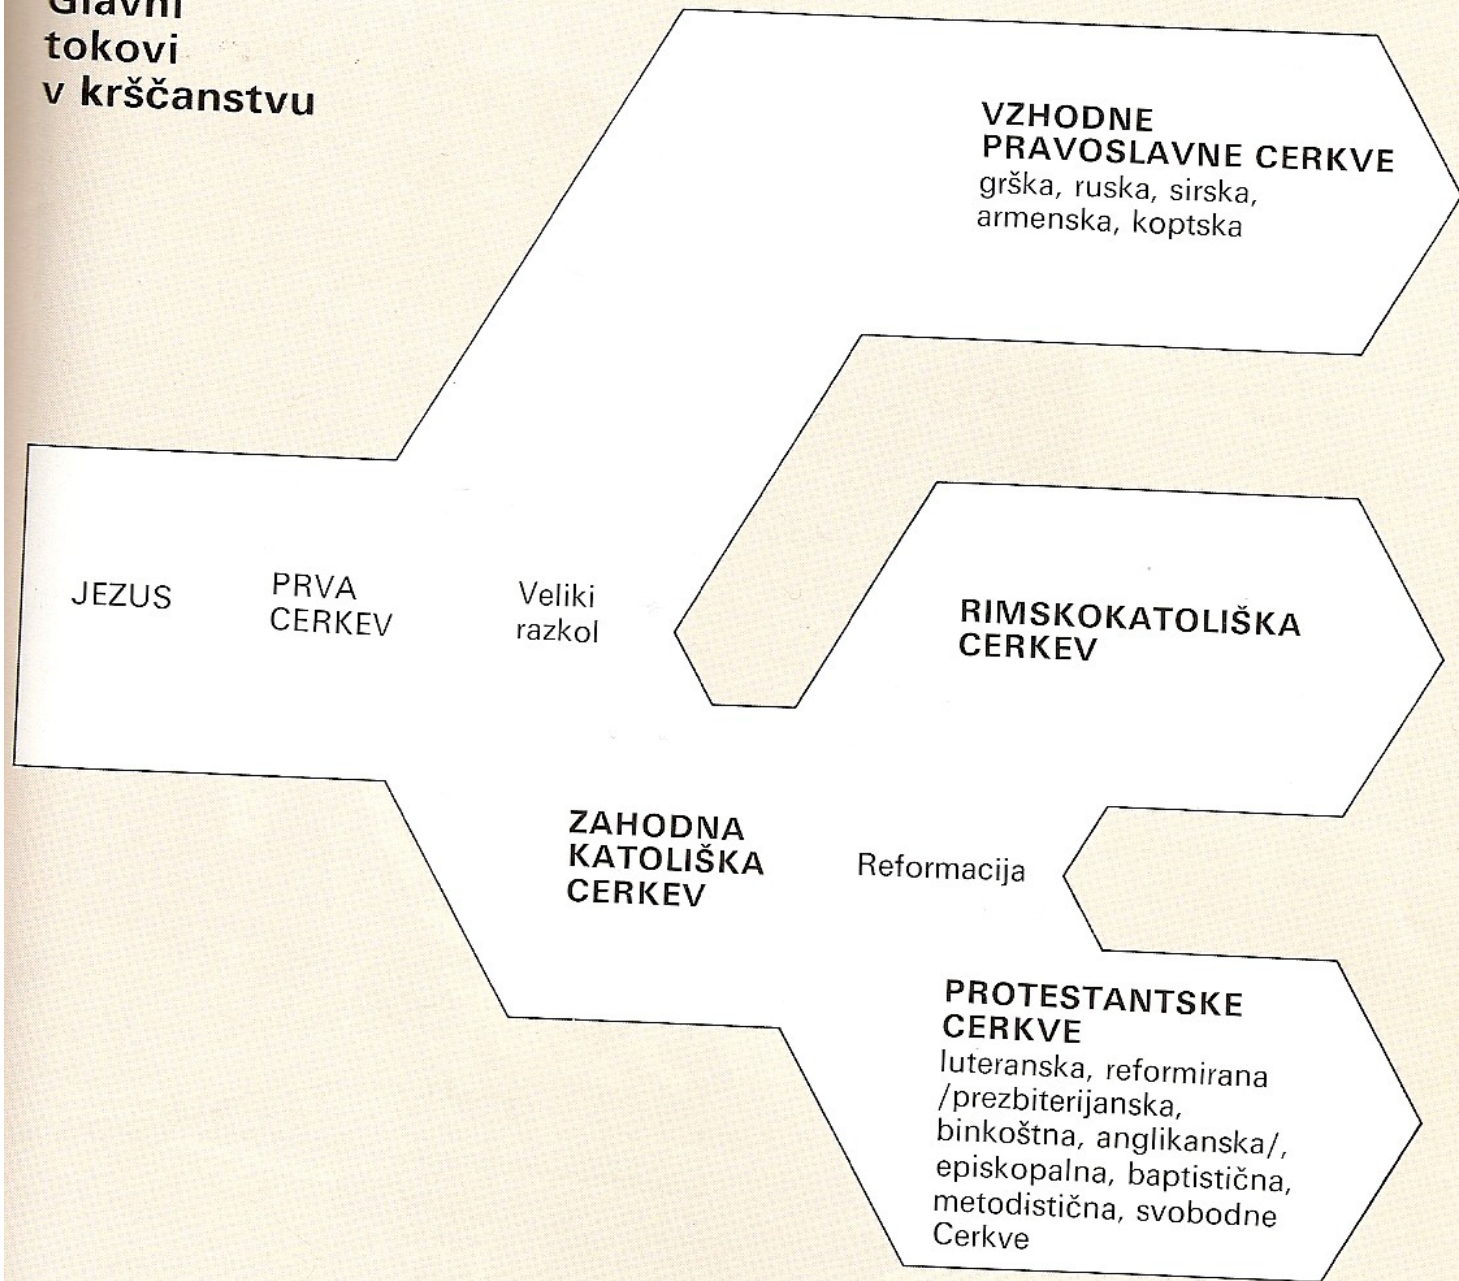 Glavni
tokovi
v krščanstvu
VZHODNE
PRAVOSLAVNE CERKVE
grška, ruska, sirska,
armenska, koptska
JEZUS
PRVA
CERKEV
Veliki
razkol
RIMSKOKATOLIŠKA
CERKEV
ZAHODNA
KATOLIŠKA
CERKEV
Reformacija
PROTESTANTSKE
CERKVE
luteranska, reformirana
/prezbiterijanska,
binkoštna, anglikanska/,
episkopalna, baptistična,
metodistična, svobodne
Cerkve